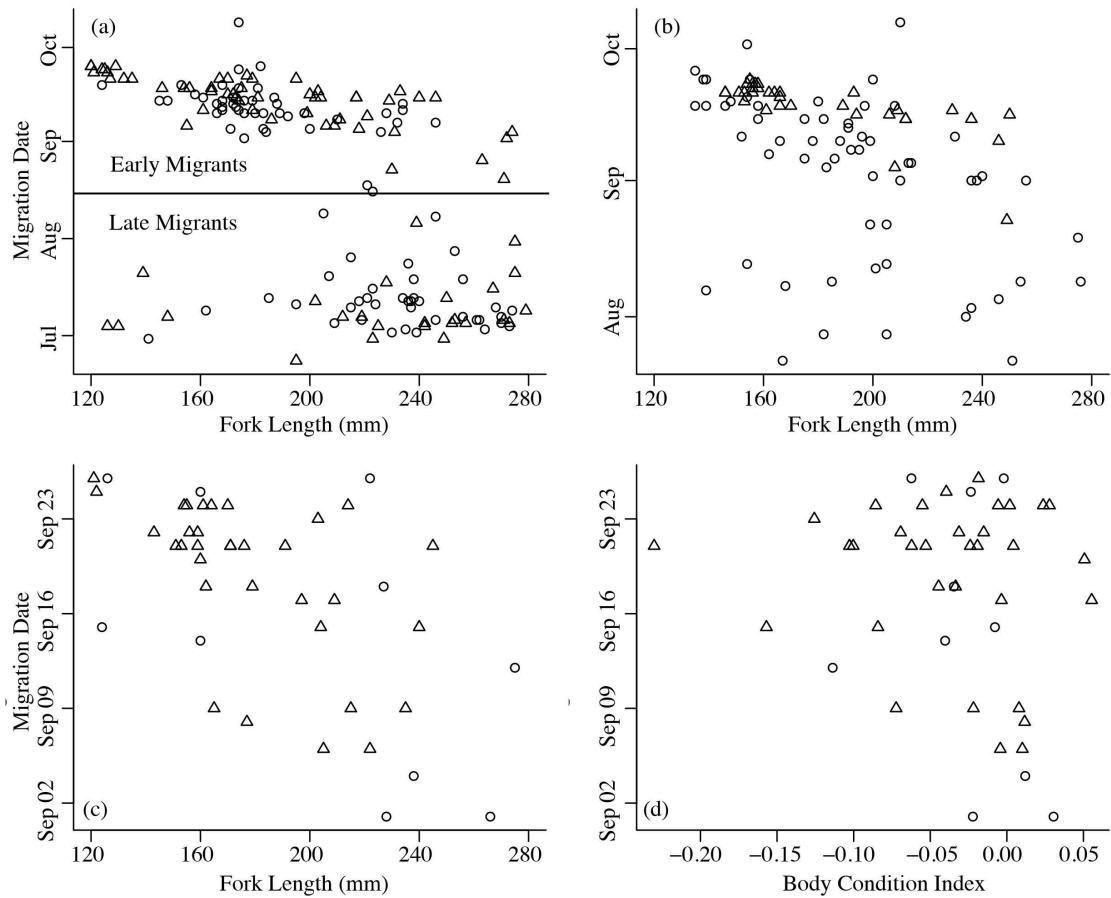 (a)
Migration Date
Oct
Sep
Aug
Jul
Early Migrants
Late Migrants
120 160 200 240 280
Fork Length (mm)
(b)
Oct
Sep
Aug
120 160 200 240 280
Fork Length (mm)
(c)
Migration Date
Sep 23
Sep 16
Sep 09
Sep 02
120 160 200 240 280
Fork Length (mm)
(d)
Sep 23
Sep 16
Sep 09
Sep 02
−0.20 −0.15 −0.10 −0.05 0.00 0.05
Body Condition Index